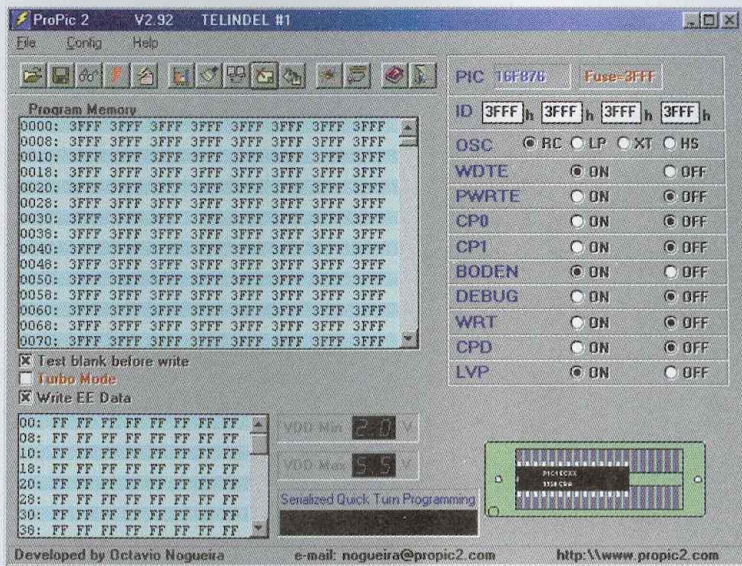 ProPic 2 V2.92 TELINDEL #1
File Config Help
Program Memory
0000: 3FFF 3FFF 3FFF 3FFF 3FFF 3FFF 3FFF 3FFF
0008: 3FFF 3FFF 3FFF 3FFF 3FFF 3FFF 3FFF 3FFF
0010: 3FFF 3FFF 3FFF 3FFF 3FFF 3FFF 3FFF 3FFF
0018: 3FFF 3FFF 3FFF 3FFF 3FFF 3FFF 3FFF 3FFF
0020: 3FFF 3FFF 3FFF 3FFF 3FFF 3FFF 3FFF 3FFF
0028: 3FFF 3FFF 3FFF 3FFF 3FFF 3FFF 3FFF 3FFF
0030: 3FFF 3FFF 3FFF 3FFF 3FFF 3FFF 3FFF 3FFF
0038: 3FFF 3FFF 3FFF 3FFF 3FFF 3FFF 3FFF 3FFF
0040: 3FFF 3FFF 3FFF 3FFF 3FFF 3FFF 3FFF 3FFF
0048: 3FFF 3FFF 3FFF 3FFF 3FFF 3FFF 3FFF 3FFF
0050: 3FFF 3FFF 3FFF 3FFF 3FFF 3FFF 3FFF 3FFF
0058: 3FFF 3FFF 3FFF 3FFF 3FFF 3FFF 3FFF 3FFF
0060: 3FFF 3FFF 3FFF 3FFF 3FFF 3FFF 3FFF 3FFF
0068: 3FFF 3FFF 3FFF 3FFF 3FFF 3FFF 3FFF 3FFF
0070: 3FFF 3FFF 3FFF 3FFF 3FFF 3FFF 3FFF 3FFF
Test blank before write
Turbo Mode
Write EE Data
00: FF FF FF FF FF FF FF FF
08: FF FF FF FF FF FF FF FF
10: FF FF FF FF FF FF FF FF
18: FF FF FF FF FF FF FF FF
20: FF FF FF FF FF FF FF FF
28: FF FF FF FF FF FF FF FF
30: FF FF FF FF FF FF FF FF
38: FF FF FF FF FF FF FF FF
VDD Min 2.0 V
VDD Max 5.5 V
Serialized Quick Turn Programming
PIC 16F876 Fuse=3FFF
ID 3FFF h 3FFF h 3FFF h 3FFF h
OSC RC LP XT HS
WDTE ON OFF
PWRTE ON OFF
CP0 ON OFF
CP1 ON OFF
BODEN ON OFF
DEBUG ON OFF
WRT ON OFF
CPD ON OFF
LVP ON OFF
PIC16CXX
Developed by Octavio Nogueira e-mail: nogueira@propic2.com http:\\www.propic2.com